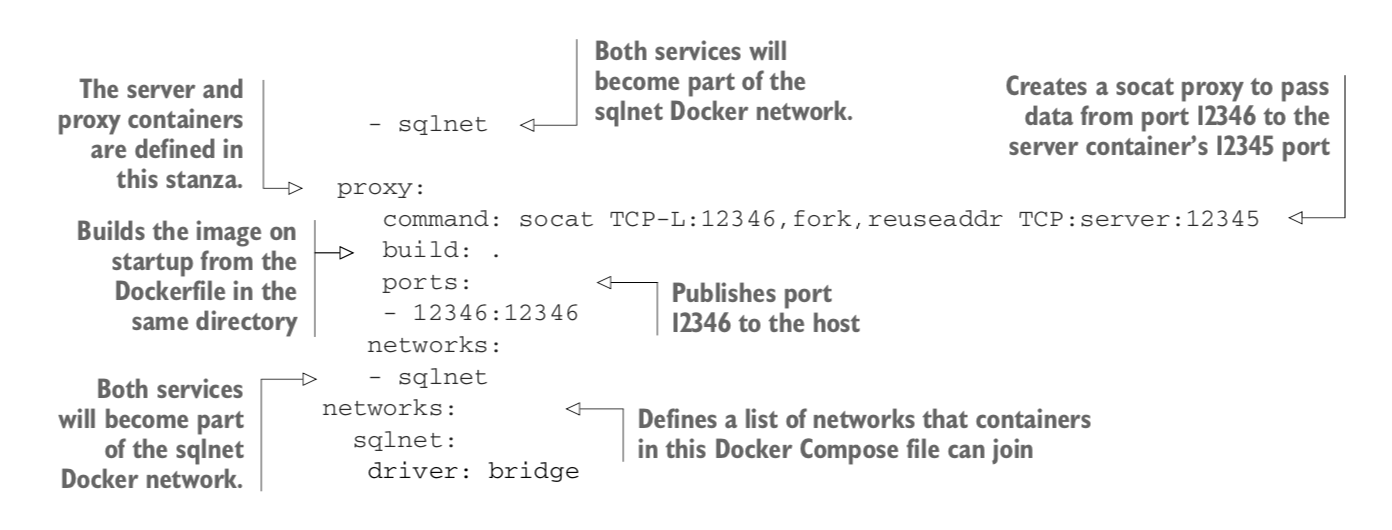 Both services will
become part of the
sqlnet Docker network.
The server and
proxy containers
are defined in
this stanza.
Creates a socat proxy to pass
data from port 12346 to the
server container's 12345 port
- sqlnet
proxy:
command: socat TCP-L:12346,fork,reuseaddr TCP:server:12345
Builds the image on
startup from the
Dockerfile in the
same directory
build: .
ports:
- 12346:12346
Publishes port
12346 to the host
networks:
- sqlnet
Both services
will become part
of the sqlnet
Docker network.
networks:
sqlnet:
driver: bridge
Defines a list of networks that containers
in this Docker Compose file can join